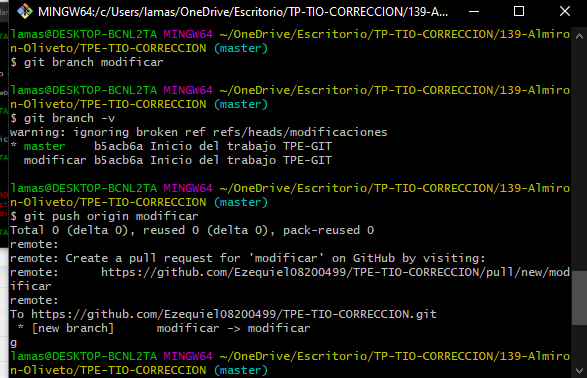 MINGW64:/c/Users/lamas/OneDrive/Escritorio/TP-TIO-CORRECCION/139-A...
lamas@DESKTOP-BCNL2TA MINGW64 ~/OneDrive/Escritorio/TP-TIO-CORRECCION/139-Almiro
n-Oliveto/TPE-TIO-CORRECCION (master)
$ git branch modificar
lamas@DESKTOP-BCNL2TA MINGW64 ~/OneDrive/Escritorio/TP-TIO-CORRECCION/139-Almiro
n-Oliveto/TPE-TIO-CORRECCION (master)
$ git branch -v
warning: ignoring broken ref refs/heads/modificaciones
* master    b5acb6a Inicio del trabajo TPE-GIT
  modificar b5acb6a Inicio del trabajo TPE-GIT
lamas@DESKTOP-BCNL2TA MINGW64 ~/OneDrive/Escritorio/TP-TIO-CORRECCION/139-Almiro
n-Oliveto/TPE-TIO-CORRECCION (master)
$ git push origin modificar
Total 0 (delta 0), reused 0 (delta 0), pack-reused 0
remote:
remote: Create a pull request for 'modificar' on GitHub by visiting:
remote:      https://github.com/Ezequiel08200499/TPE-TIO-CORRECCION/pull/new/mod
ificar
remote:
To https://github.com/Ezequiel08200499/TPE-TIO-CORRECCION.git
 * [new branch]      modificar -> modificar
g
lamas@DESKTOP-BCNL2TA MINGW64 ~/OneDrive/Escritorio/TP-TIO-CORRECCION/139-Almiro
n-Oliveto/TPE-TIO-CORRECCION (master)